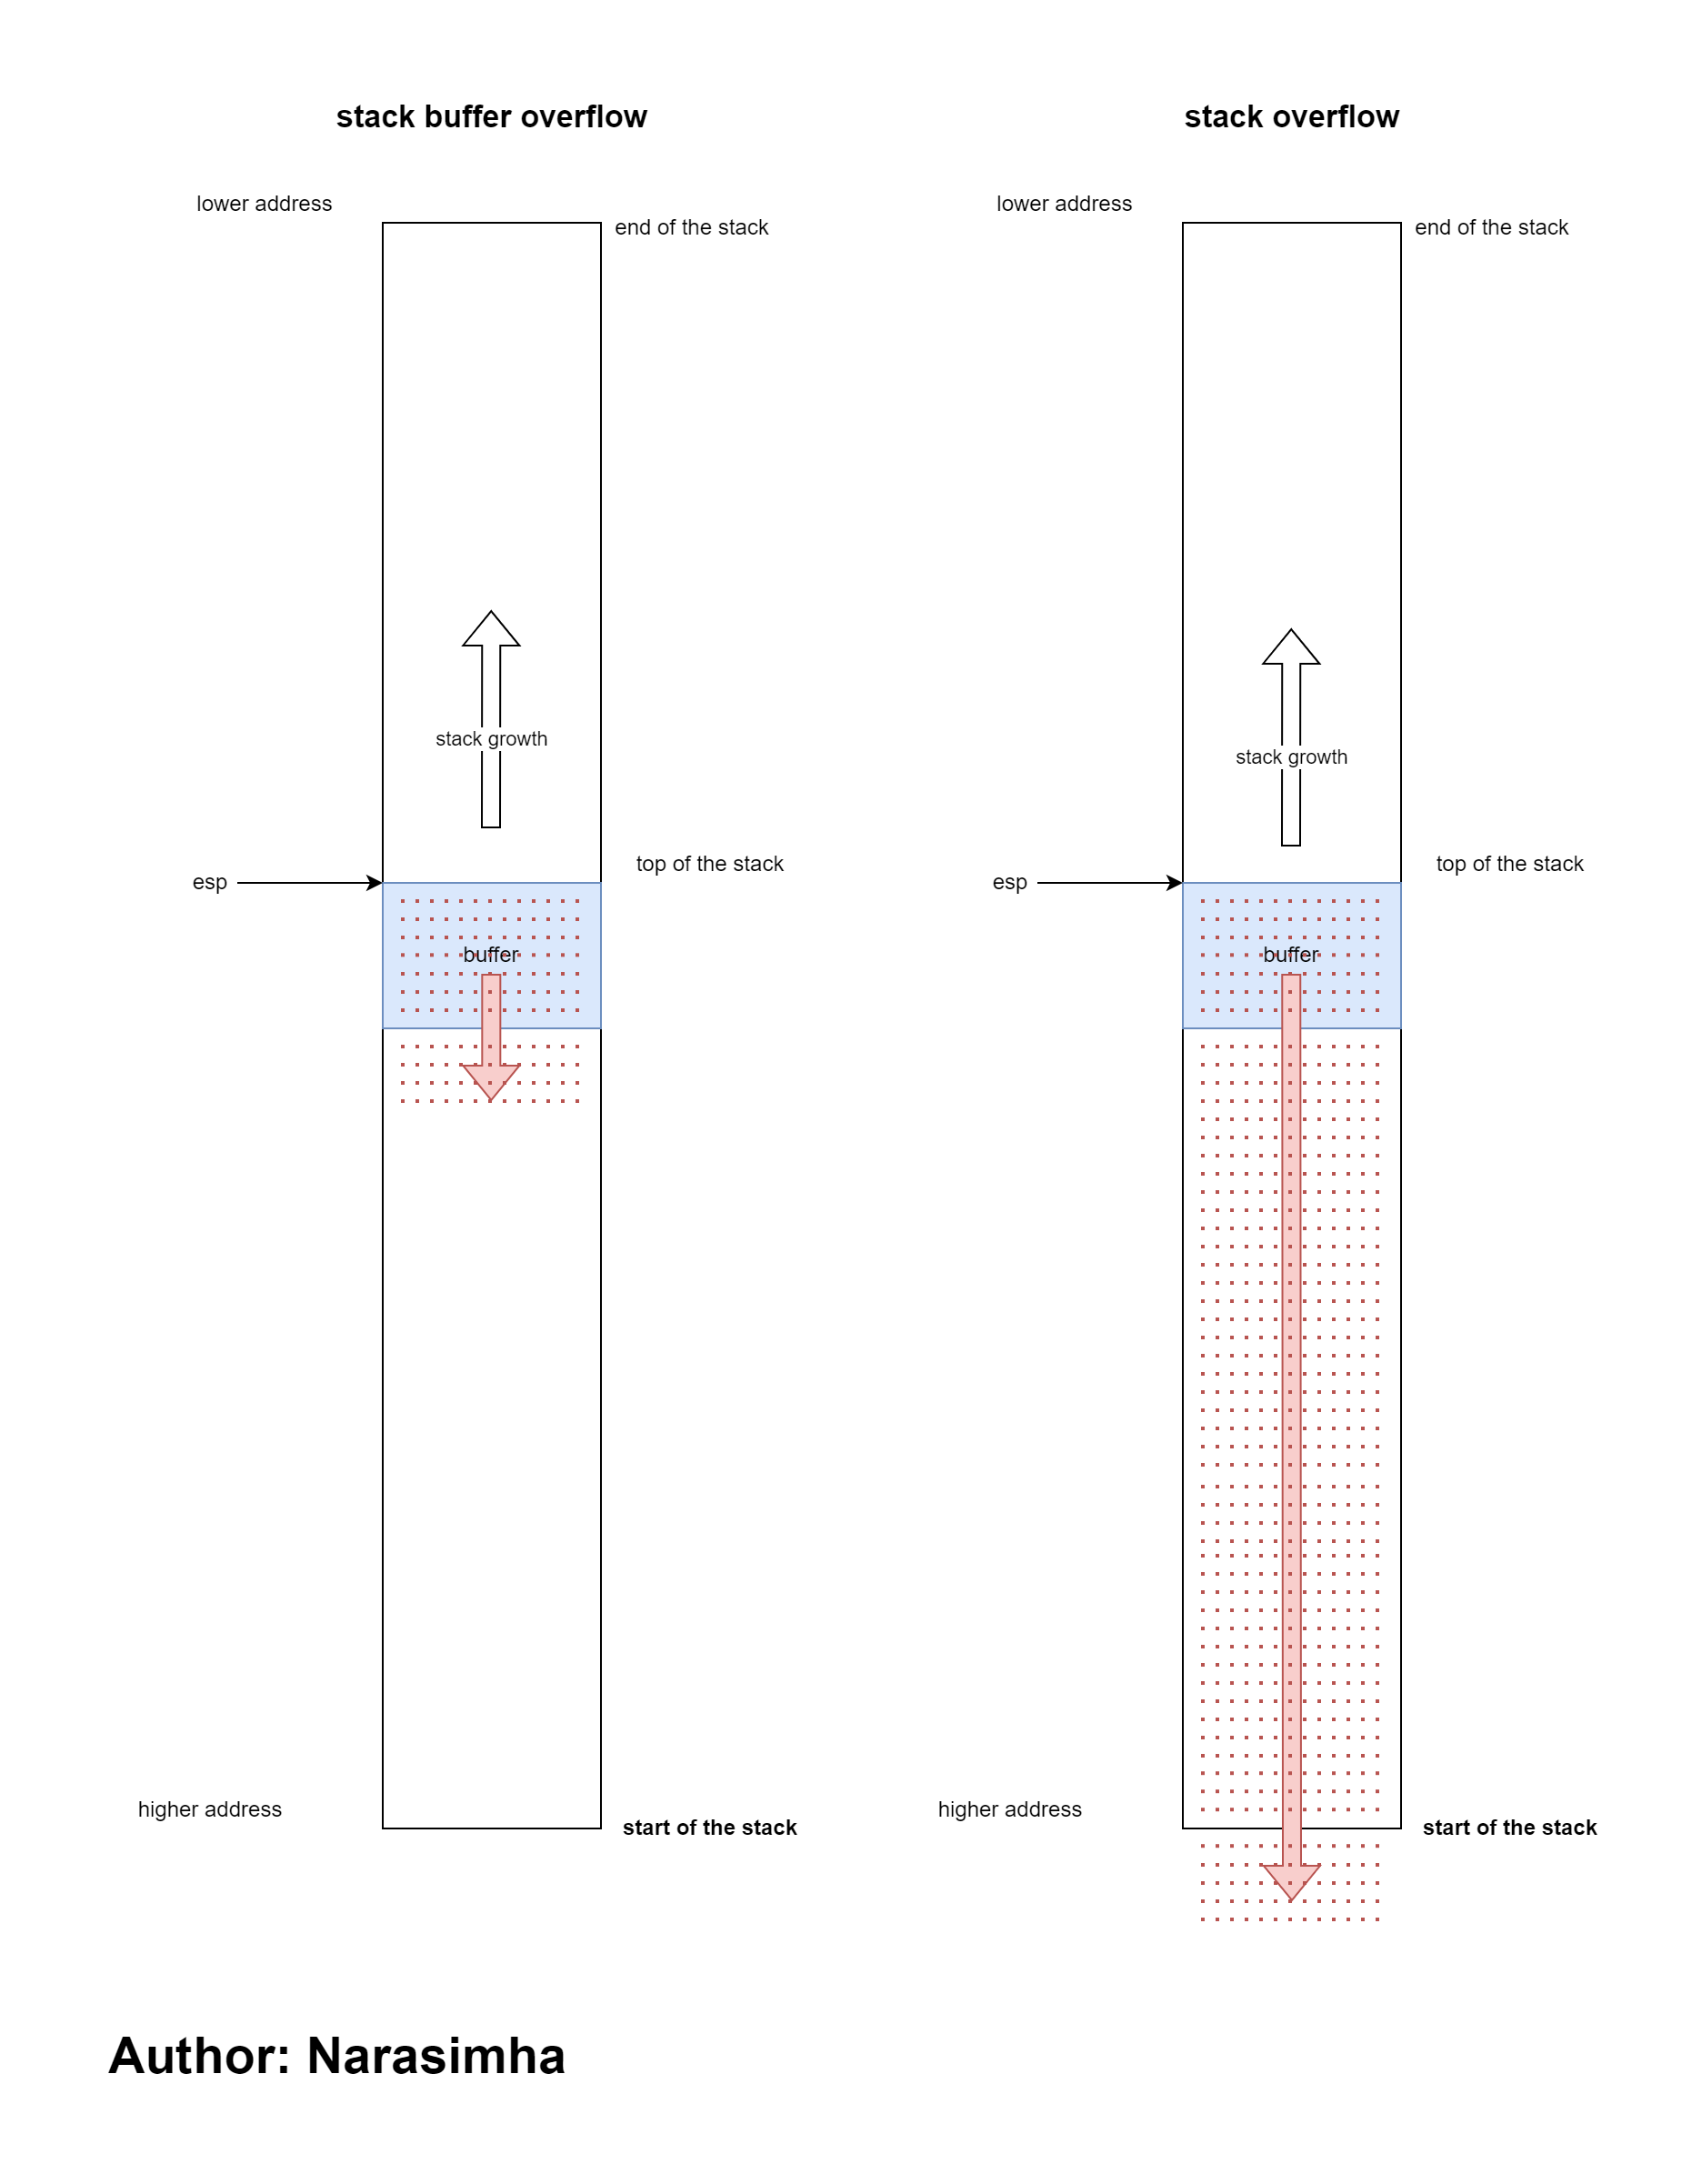 stack buffer overflow
lower address
end of the stack
stack growth
esp
top of the stack
buffer
higher address
start of the stack
stack overflow
lower address
end of the stack
stack growth
esp
top of the stack
buffer
higher address
start of the stack
Author: Narasimha